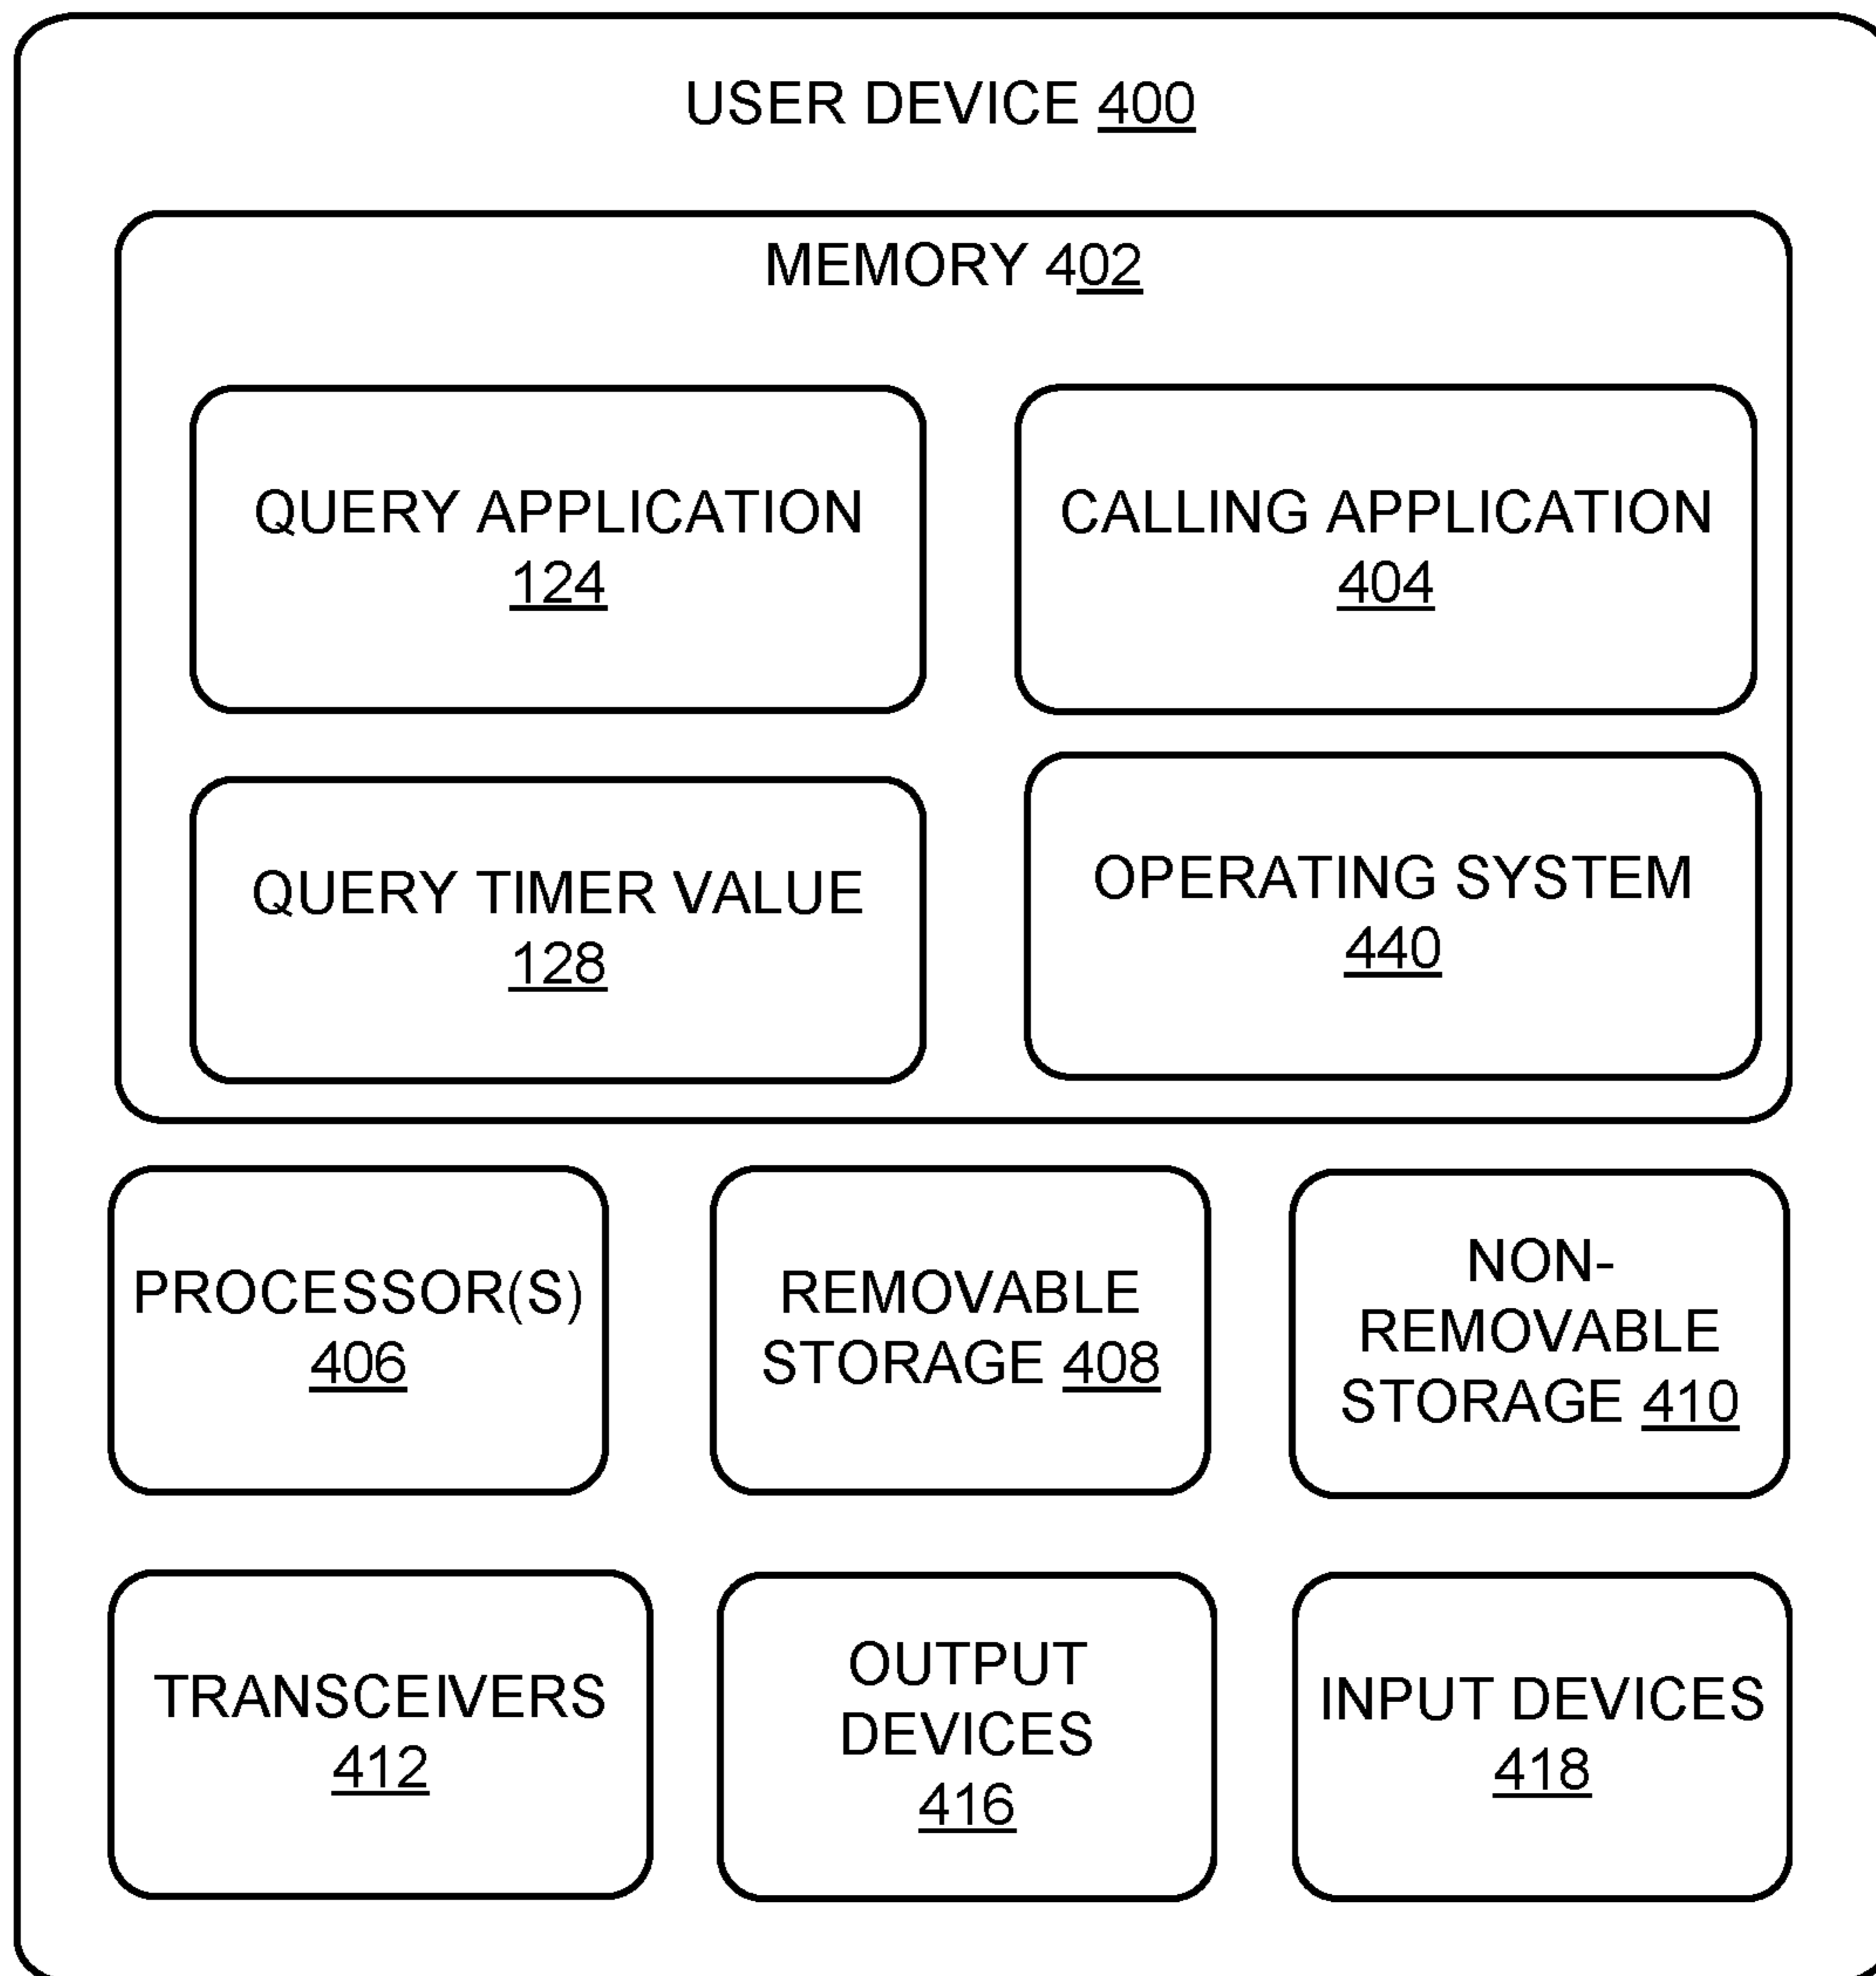 USER DEVICE 400
MEMORY 402
QUERY APPLICATION
124
CALLING APPLICATION
404
QUERY TIMER VALUE
128
OPERATING SYSTEM
440
PROCESSOR(S)
406
REMOVABLE
STORAGE 408
NON-
REMOVABLE
STORAGE 410
TRANSCEIVERS
412
OUTPUT
DEVICES
416
INPUT DEVICES
418